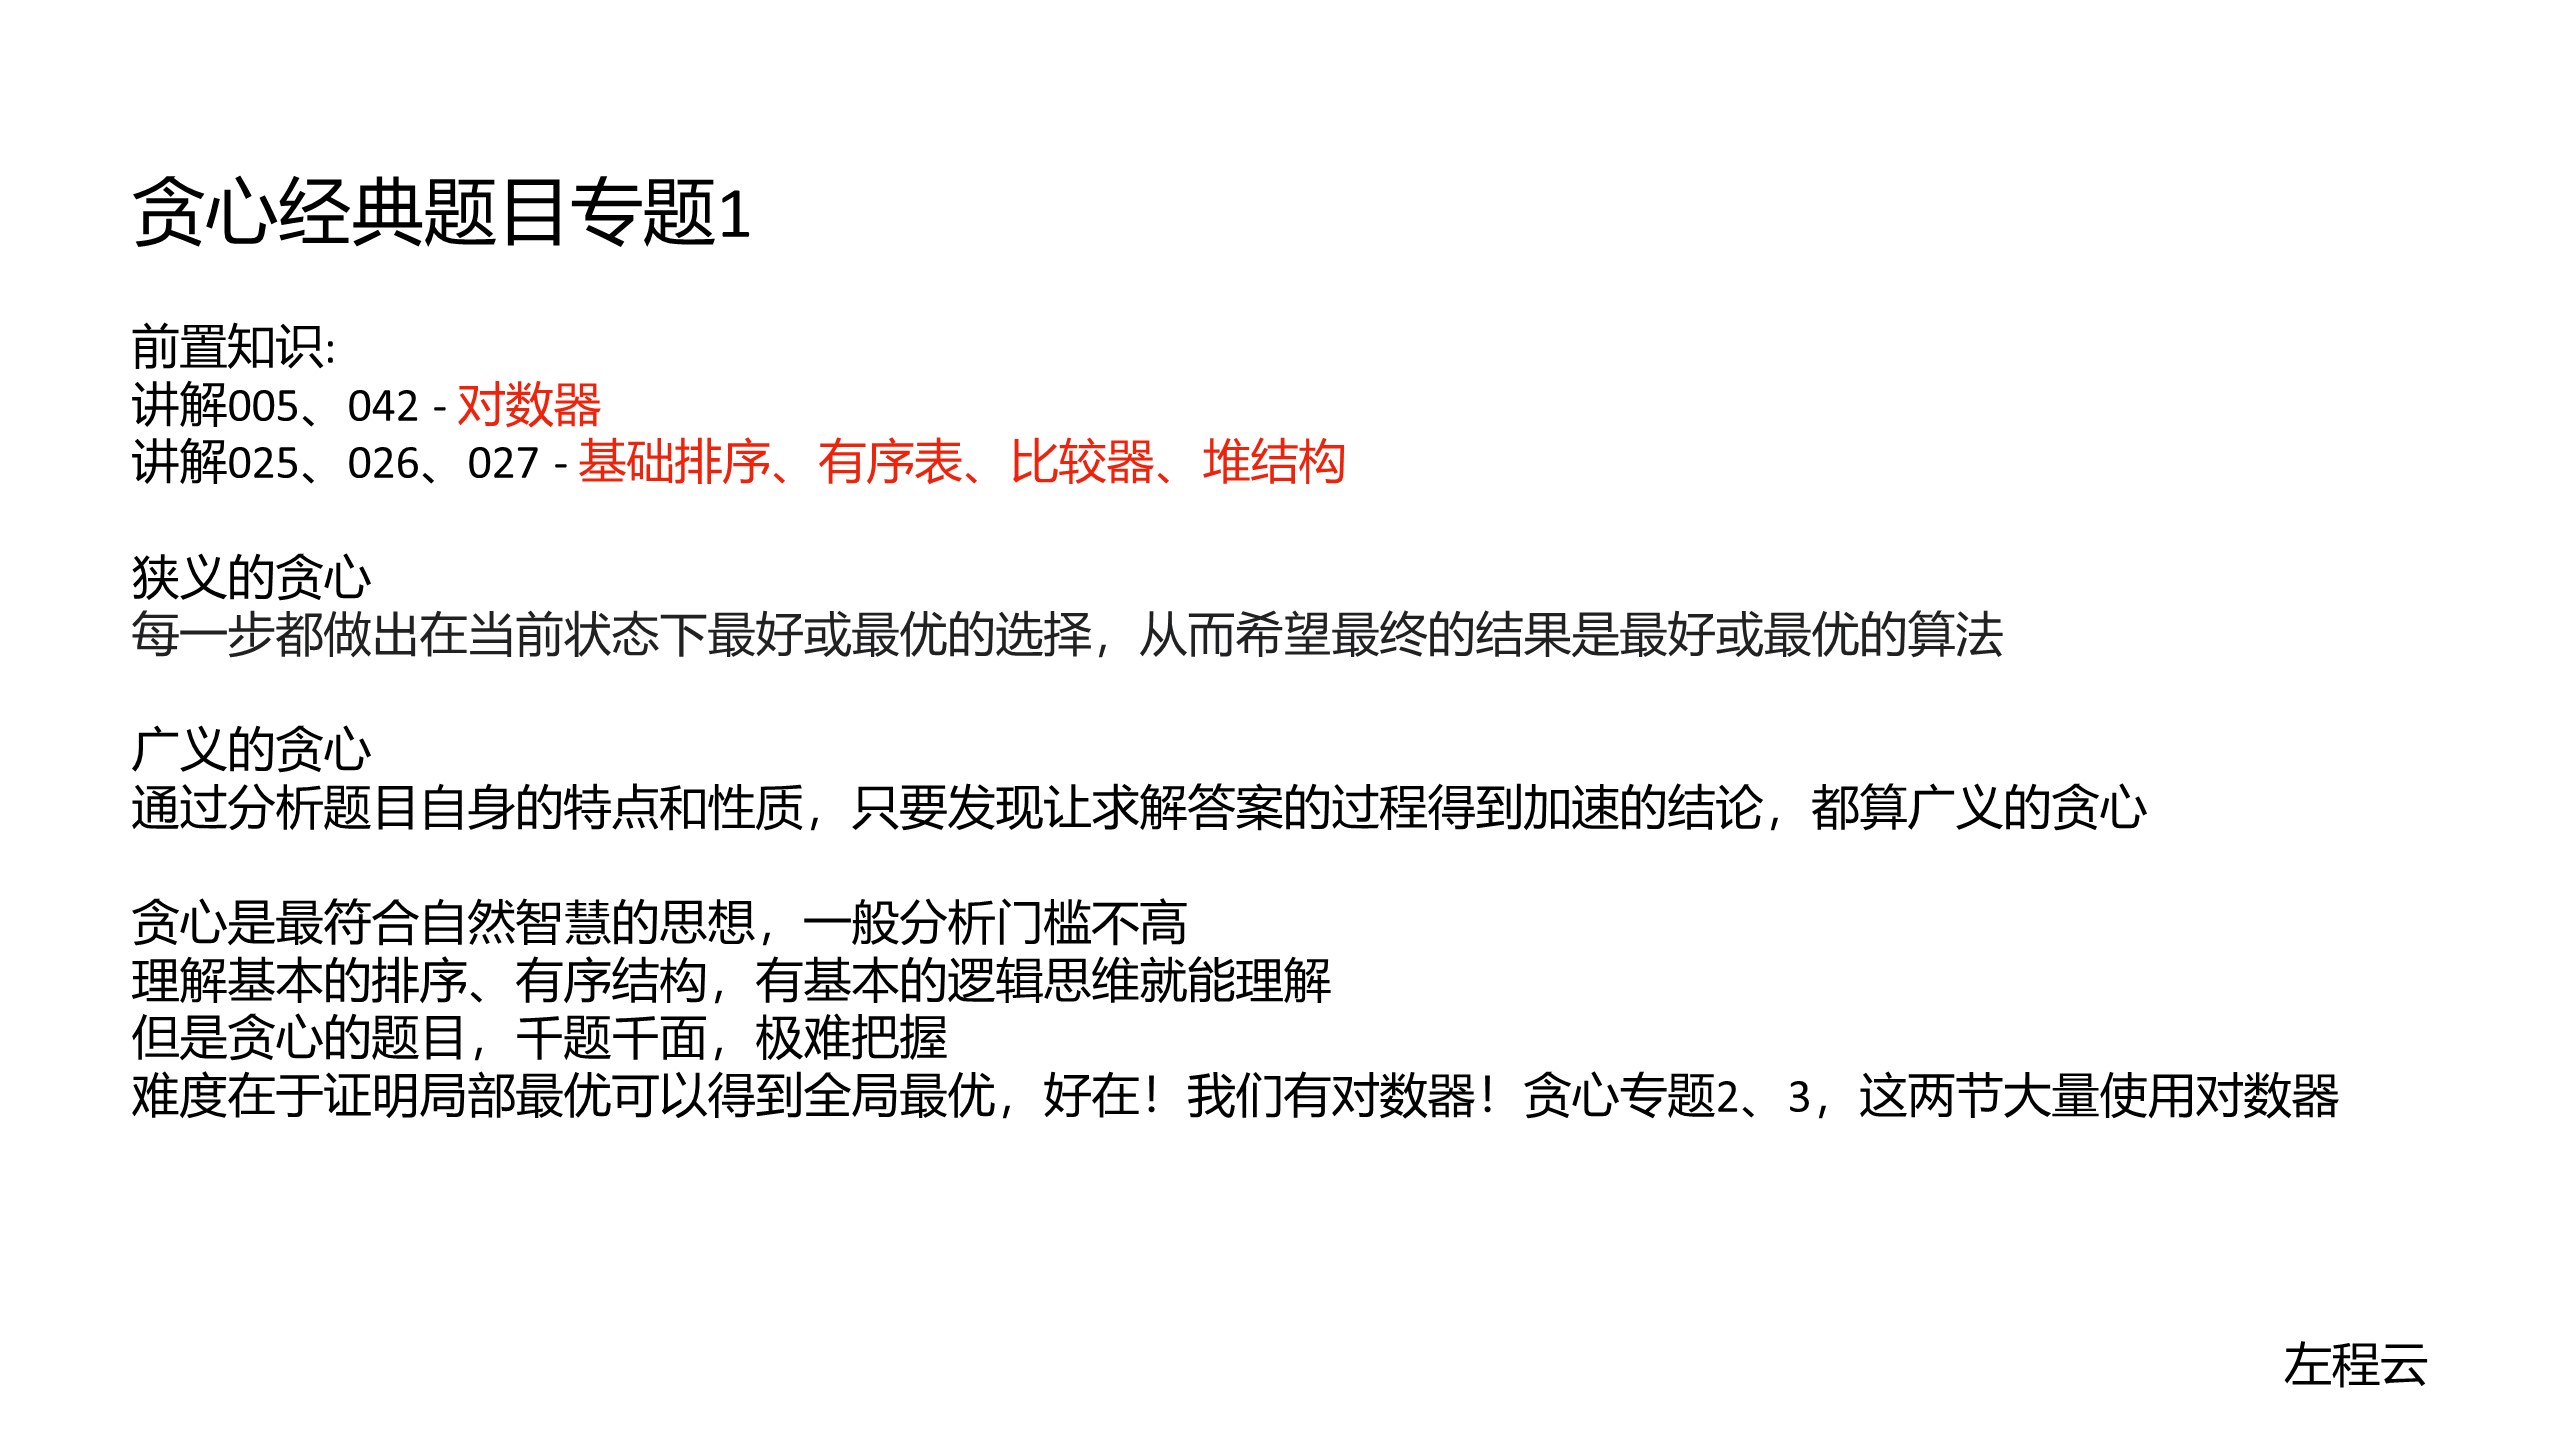 贪心经典题目专题1
前置知识:
讲解005、042 - 对数器
讲解025、026、027 - 基础排序、有序表、比较器、堆结构
狭义的贪心
每一步都做出在当前状态下最好或最优的选择，从而希望最终的结果是最好或最优的算法
广义的贪心
通过分析题目自身的特点和性质，只要发现让求解答案的过程得到加速的结论，都算广义的贪心
贪心是最符合自然智慧的思想，一般分析门槛不高
理解基本的排序、有序结构，有基本的逻辑思维就能理解
但是贪心的题目，千题千面，极难把握
难度在于证明局部最优可以得到全局最优，好在！我们有对数器！贪心专题2、3，这两节大量使用对数器
左程云